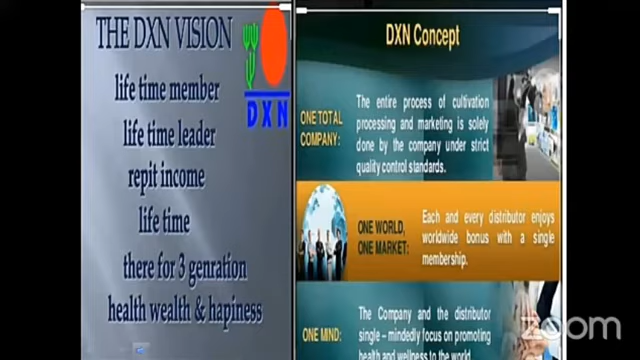 THE DXN VISION
life time member
life time leader
repit income
life time
there for 3 genration
health wealth & hapiness
DXN
DXN Concept
ONE TOTAL
COMPANY:
The entire process of cultivation
processing and marketing is solely
done by the company under strict
quality control standards.
ONE WORLD,
ONE MARKET:
Each and every distributor enjoys
worldwide bonus with a single
membership.
ONE MIND:
The Company and the distributor
single – mindedly focus on promoting
health and wellness to the world
zoom